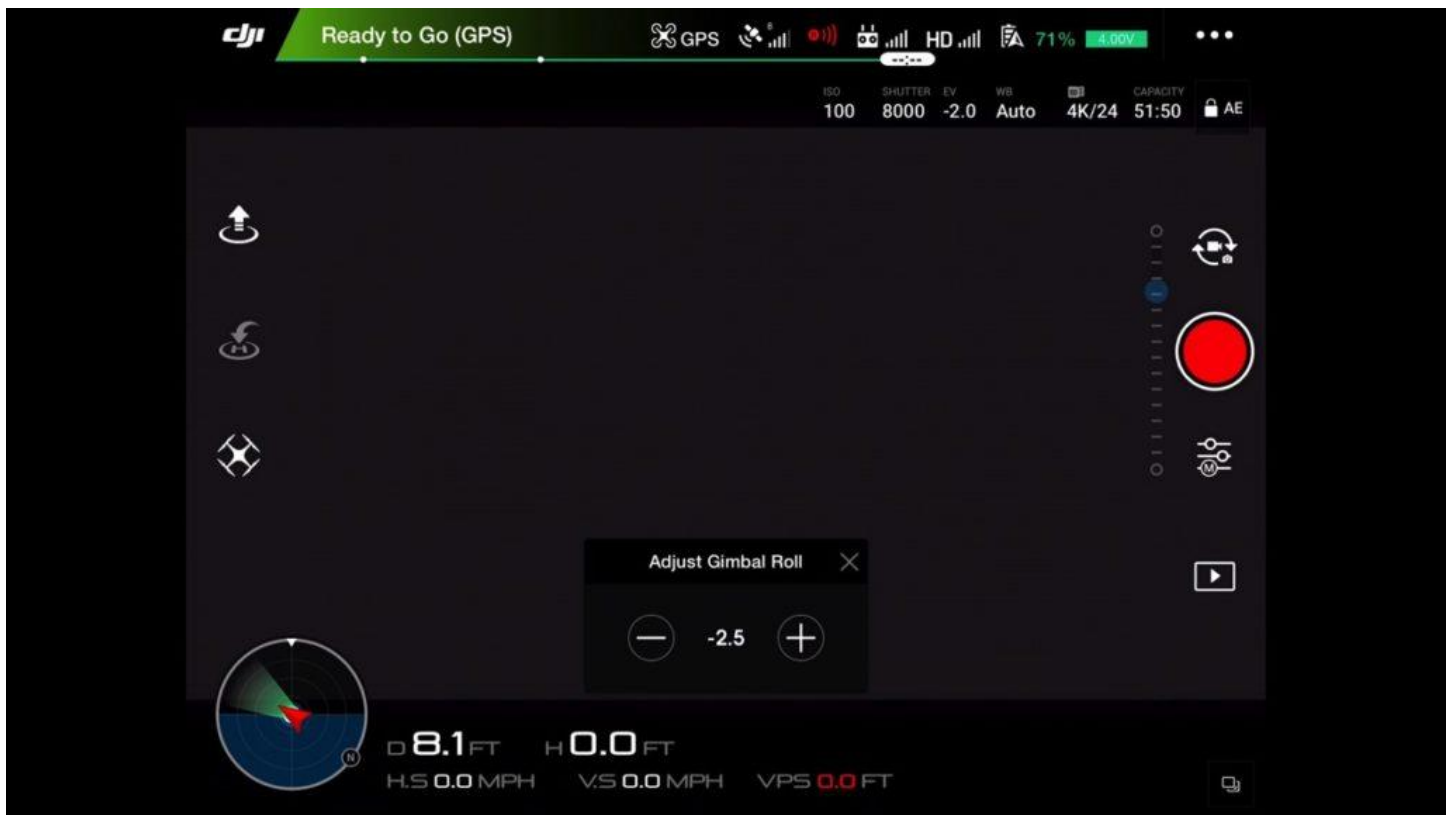 dji Ready to Go (GPS) GPS 8 HD 71% 4.00V
--:--
ISO SHUTTER EV WB CAPACITY
100 8000 -2.0 Auto 4K/24 51:50 AE
M
Adjust Gimbal Roll
-2.5
H
N
D 8.1 FT H 0.0 FT
H.S 0.0 MPH V.S 0.0 MPH VPS 0.0 FT